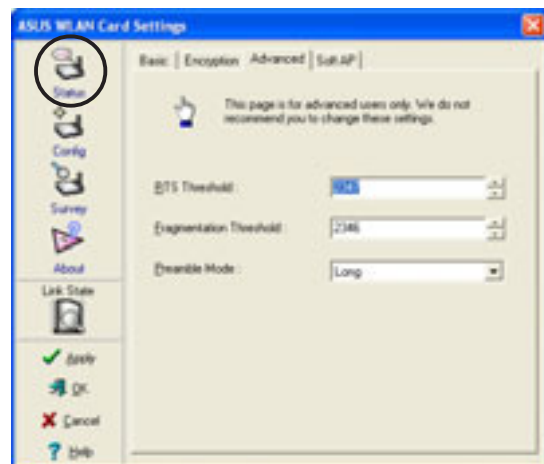 ASUS WLAN Card Settings
Status
Config
Survey
About
Link State
Apply
OK
Cancel
Help
Basic
Encryption
Advanced
Soft AP
This page is for advanced users only. We do not
recommend you to change these settings.
RTS Threshold :
2347
Fragmentation Threshold :
2346
Preamble Mode :
Long